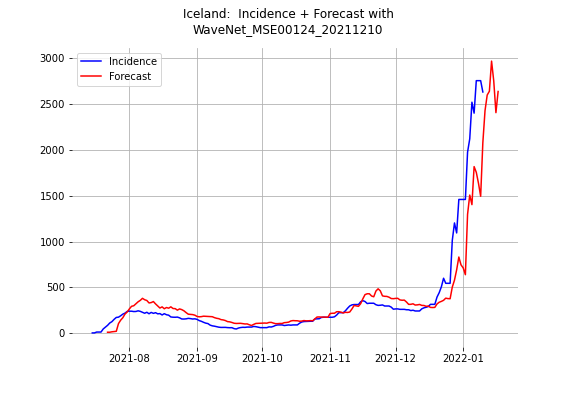 Iceland:  Incidence + Forecast with
WaveNet_MSE00124_20211210
Incidence
Forecast
3000
2500
2000
1500
1000
500
0
2021-08 2021-09 2021-10 2021-11 2021-12 2022-01